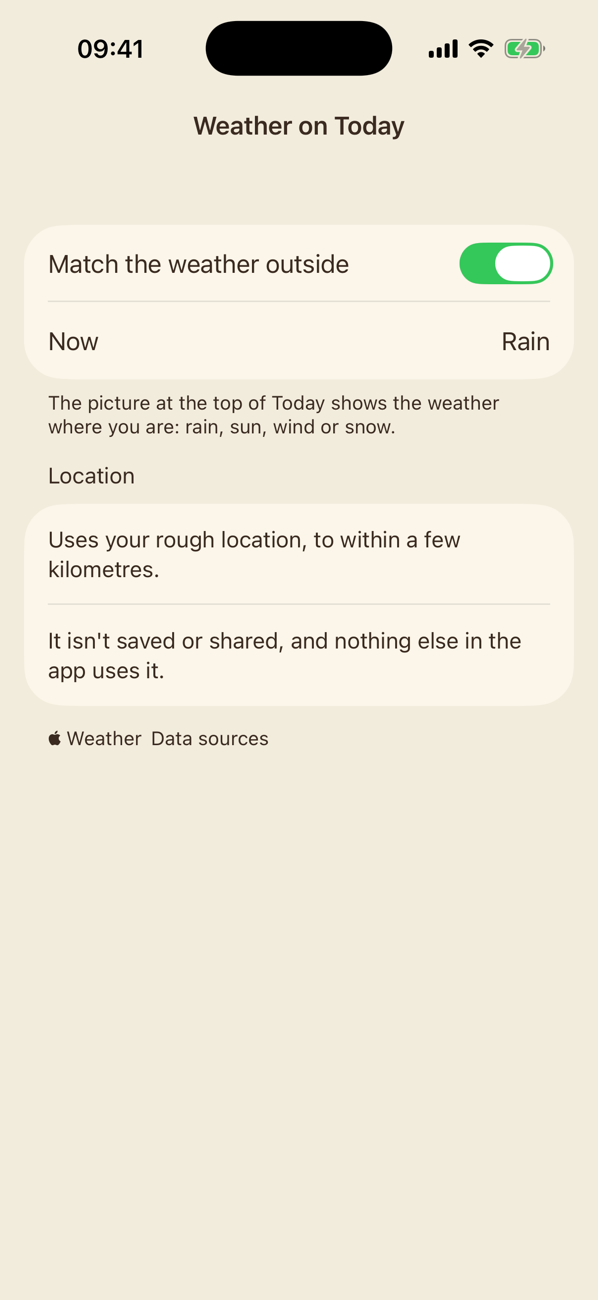 09:41
Weather on Today
Match the weather outside
Now
Rain
The picture at the top of Today shows the weather
where you are: rain, sun, wind or snow.
Location
Uses your rough location, to within a few
kilometres.
It isn't saved or shared, and nothing else in the
app uses it.
Weather Data sources